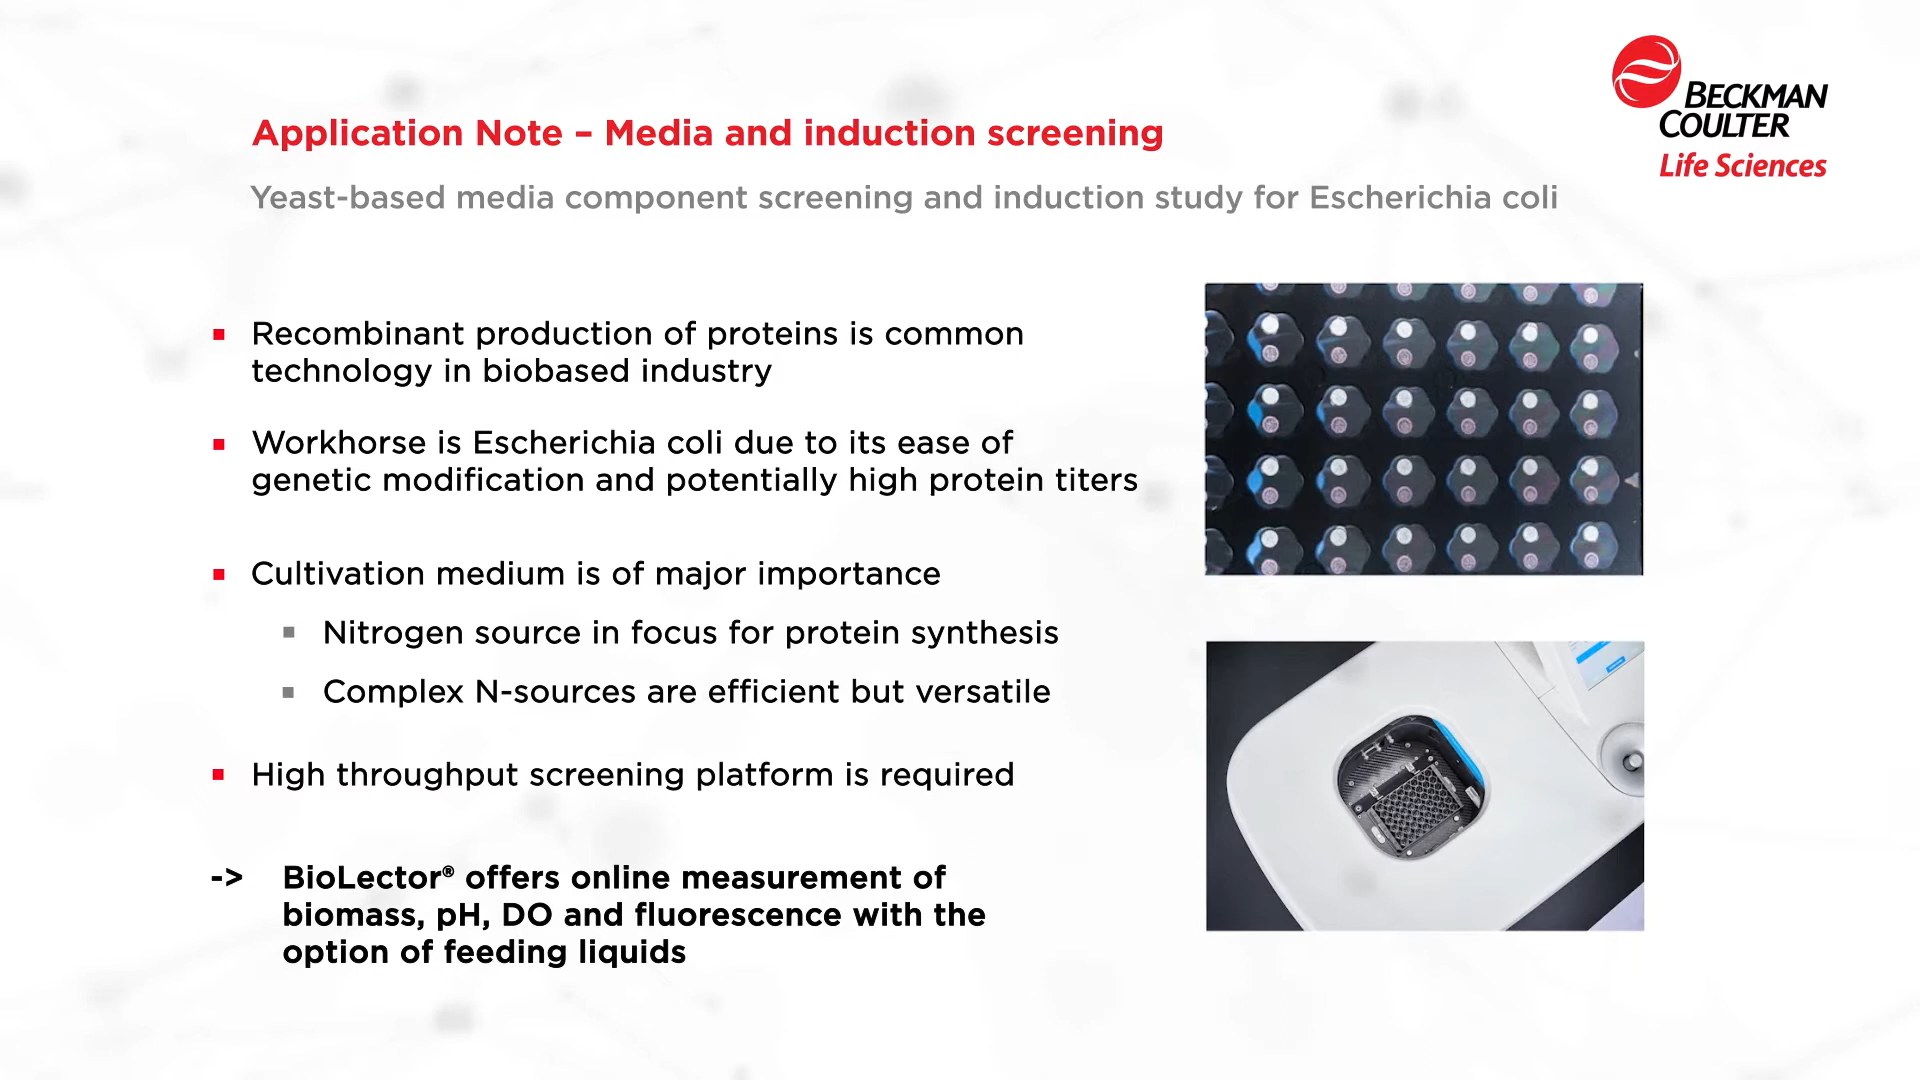 BECKMAN
COULTER
Life Sciences
Application Note – Media and induction screening
Yeast-based media component screening and induction study for Escherichia coli
▪ Recombinant production of proteins is common
technology in biobased industry
▪ Workhorse is Escherichia coli due to its ease of
genetic modification and potentially high protein titers
▪ Cultivation medium is of major importance
▪ Nitrogen source in focus for protein synthesis
▪ Complex N-sources are efficient but versatile
▪ High throughput screening platform is required
-> BioLector® offers online measurement of
biomass, pH, DO and fluorescence with the
option of feeding liquids